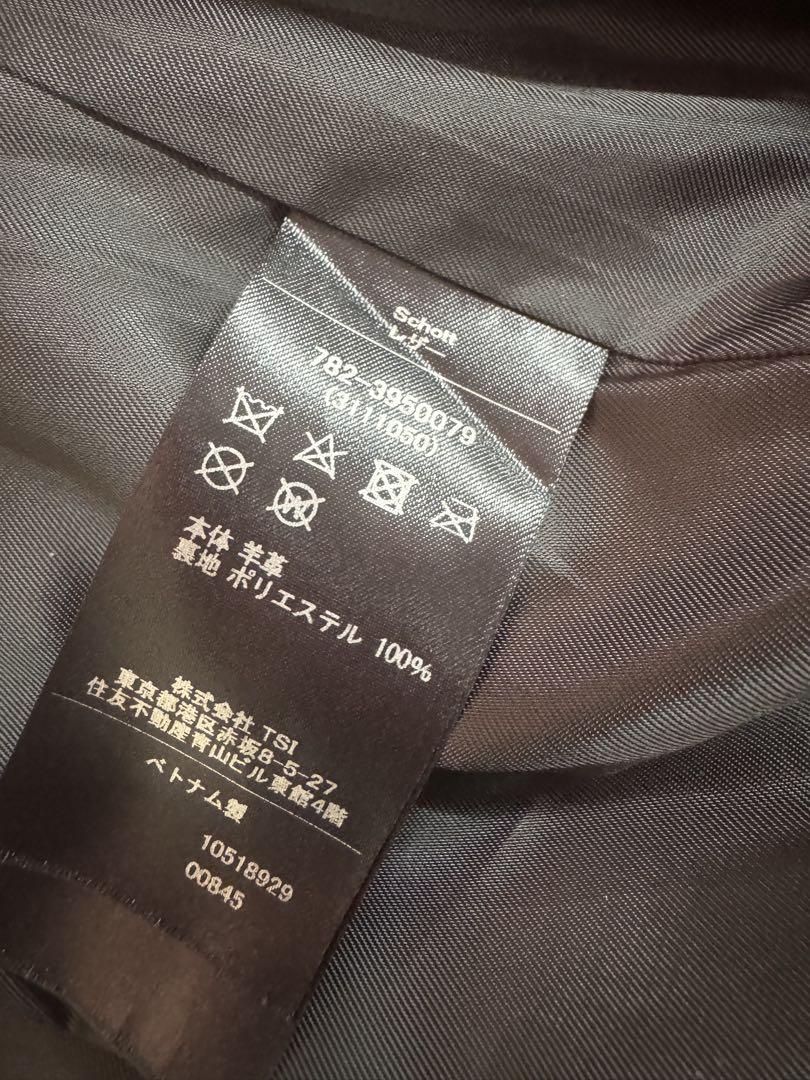 Schott
レザー
782-3950079
(3111050)
本体 羊革
裏地 ポリエステル 100%
株式会社 TSI
東京都港区赤坂8-5-27
住友不動産青山ビル東館4階
ベトナム製
10518929
00845